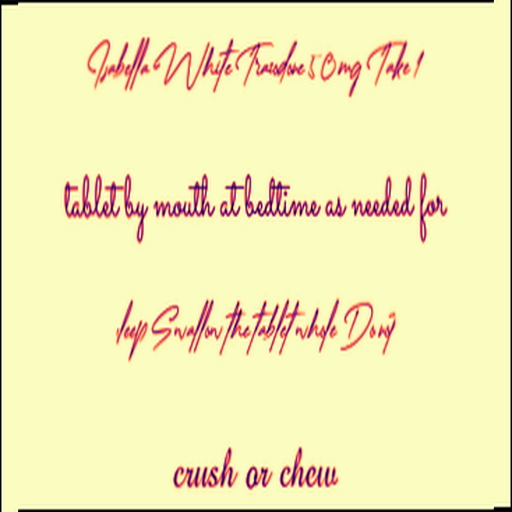 Isabella White Trazodone 50mg Take 1
tablet by mouth at bedtime as needed for
sleep Swallow the tablet whole Don't
crush or chew